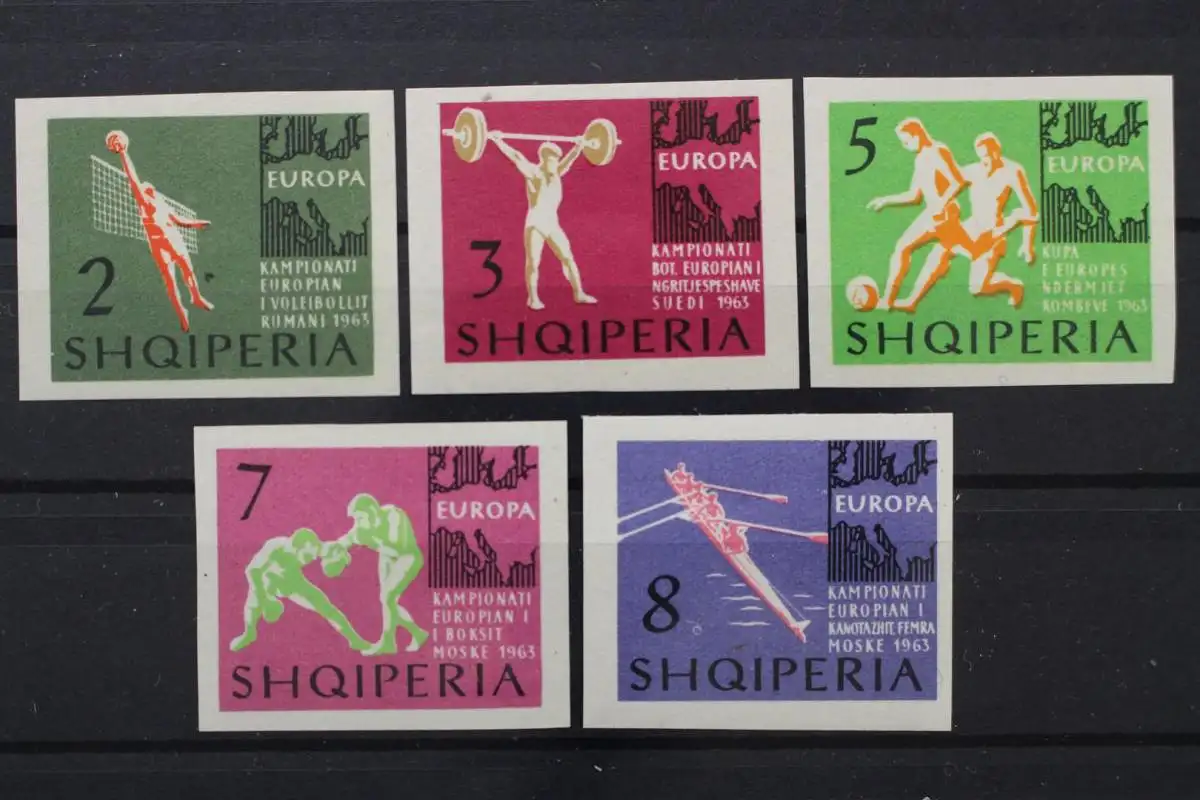 EUROPA
KAMPIONATI
EUROPIAN
I VOLEIBOLLIT
RUMANI 1963
2
SHQIPERIA
EUROPA
KAMPIONATI
BOT. EUROPIAN I
NGRITJES PESHAVE
SUEDI 1963
3
SHQIPERIA
5
EUROPA
KUPA
E EUROPES
NDERMJET
KOMBEVE 1963
SHQIPERIA
7
EUROPA
KAMPIONATI
EUROPIAN I
I BOKSIT
MOSKE 1963
SHQIPERIA
EUROPA
8
KAMPIONATI
EUROPIAN I
KANOTAZHIT. FEMRA
MOSKE 1963
SHQIPERIA